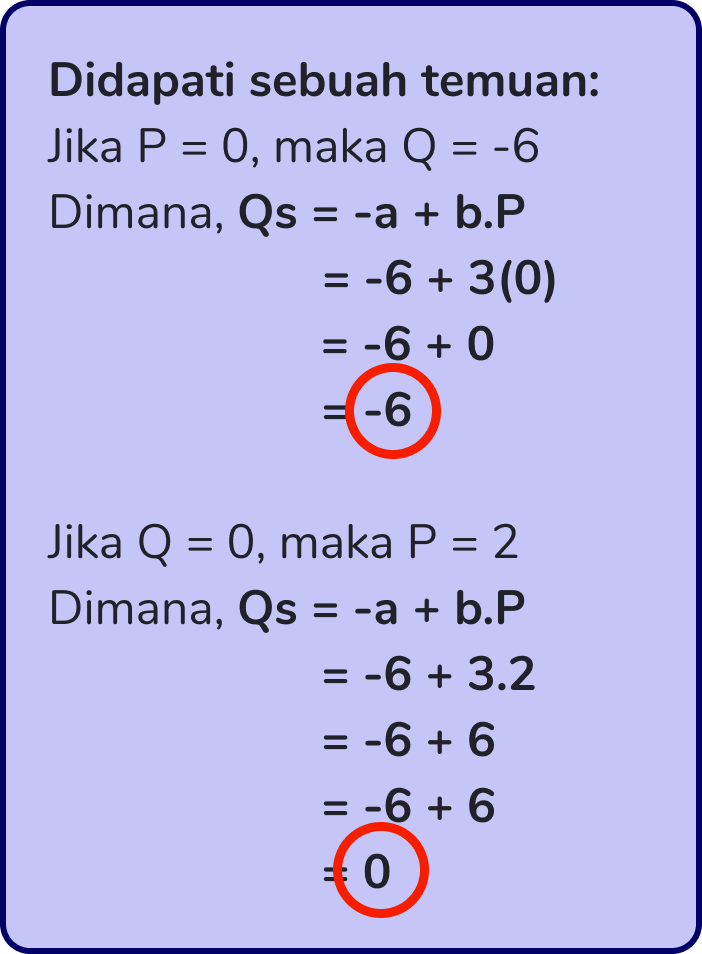 Didapati sebuah temuan:
Jika P = 0, maka Q = -6
Dimana, Qs = -a + b.P
= -6 + 3(0)
= -6 + 0
= -6
Jika Q = 0, maka P = 2
Dimana, Qs = -a + b.P
= -6 + 3.2
= -6 + 6
= -6 + 6
= 0